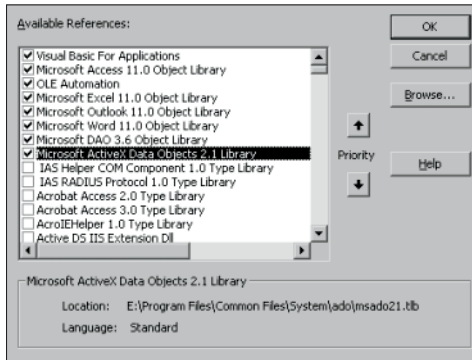 Available References:
OK
Cancel
Browse...
Help
Visual Basic For Applications
Microsoft Access 11.0 Object Library
OLE Automation
Microsoft Excel 11.0 Object Library
Microsoft Outlook 11.0 Object Library
Microsoft Word 11.0 Object Library
Microsoft DAO 3.6 Object Library
Microsoft ActiveX Data Objects 2.1 Library
IAS Helper COM Component 1.0 Type Library
IAS RADIUS Protocol 1.0 Type Library
Acrobat Access 2.0 Type Library
Acrobat Access 3.0 Type Library
AcroIEHelper 1.0 Type Library
Active DS IIS Extension Dll
Priority
Microsoft ActiveX Data Objects 2.1 Library
Location: E:\Program Files\Common Files\System\ado\msado21.tlb
Language: Standard